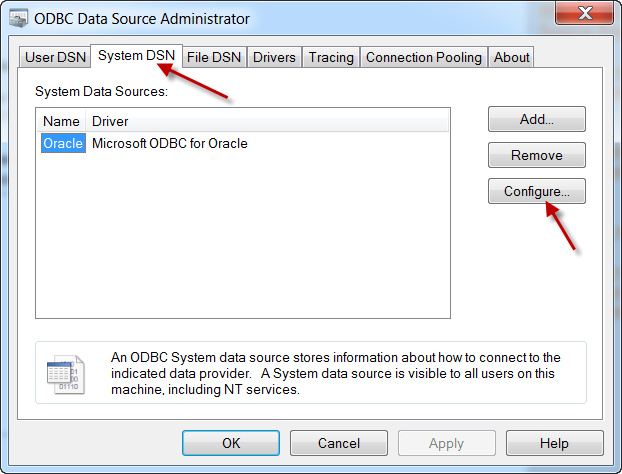 ODBC Data Source Administrator
User DSN System DSN File DSN Drivers Tracing Connection Pooling About
System Data Sources:
Name Driver
Oracle Microsoft ODBC for Oracle
Add...
Remove
Configure...
An ODBC System data source stores information about how to connect to the
indicated data provider. A System data source is visible to all users on this
machine, including NT services.
OK Cancel Apply Help